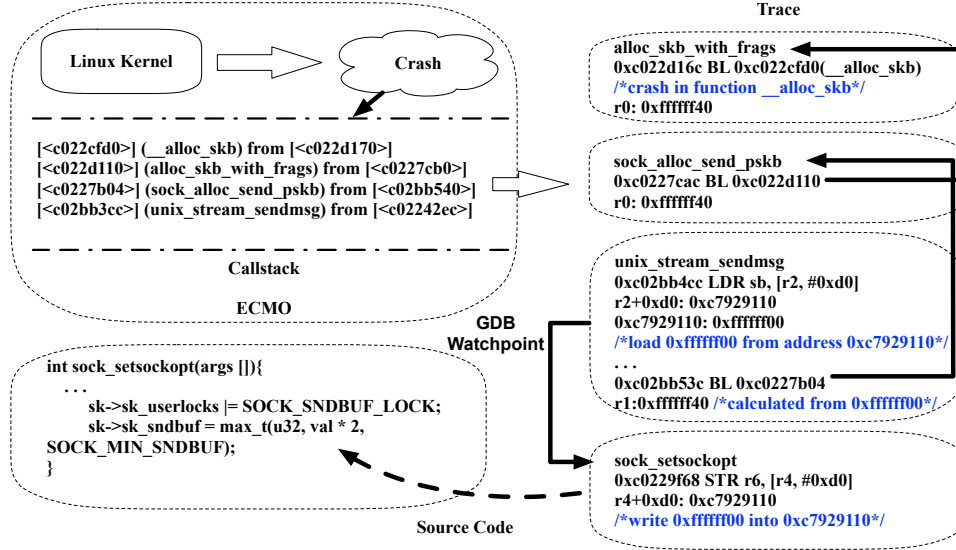 Linux Kernel
Crash
[<c022cfd0>] (__alloc_skb) from [<c022d170>]
[<c022d110>] (alloc_skb_with_frags) from [<c0227cb0>]
[<c0227b04>] (sock_alloc_send_pskb) from [<c02bb540>]
[<c02bb3cc>] (unix_stream_sendmsg) from [<c02242ec>]
Callstack
ECMO
int sock_setsockopt(args []){
. . .
sk->sk_userlocks |= SOCK_SNDBUF_LOCK;
sk->sk_sndbuf = max_t(u32, val * 2,
SOCK_MIN_SNDBUF);
}
Source Code
GDB
Watchpoint
Trace
alloc_skb_with_frags
0xc022d16c BL 0xc022cfd0(__alloc_skb)
/*crash in function __alloc_skb*/
r0: 0xffffff40
sock_alloc_send_pskb
0xc0227cac BL 0xc022d110
r0: 0xffffff40
unix_stream_sendmsg
0xc02bb4cc LDR sb, [r2, #0xd0]
r2+0xd0: 0xc7929110
0xc7929110: 0xffffff00
/*load 0xffffff00 from address 0xc7929110*/
. . .
0xc02bb53c BL 0xc0227b04
r1:0xffffff40 /*calculated from 0xffffff00*/
sock_setsockopt
0xc0229f68 STR r6, [r4, #0xd0]
r4+0xd0: 0xc7929110
/*write 0xffffff00 into 0xc7929110*/